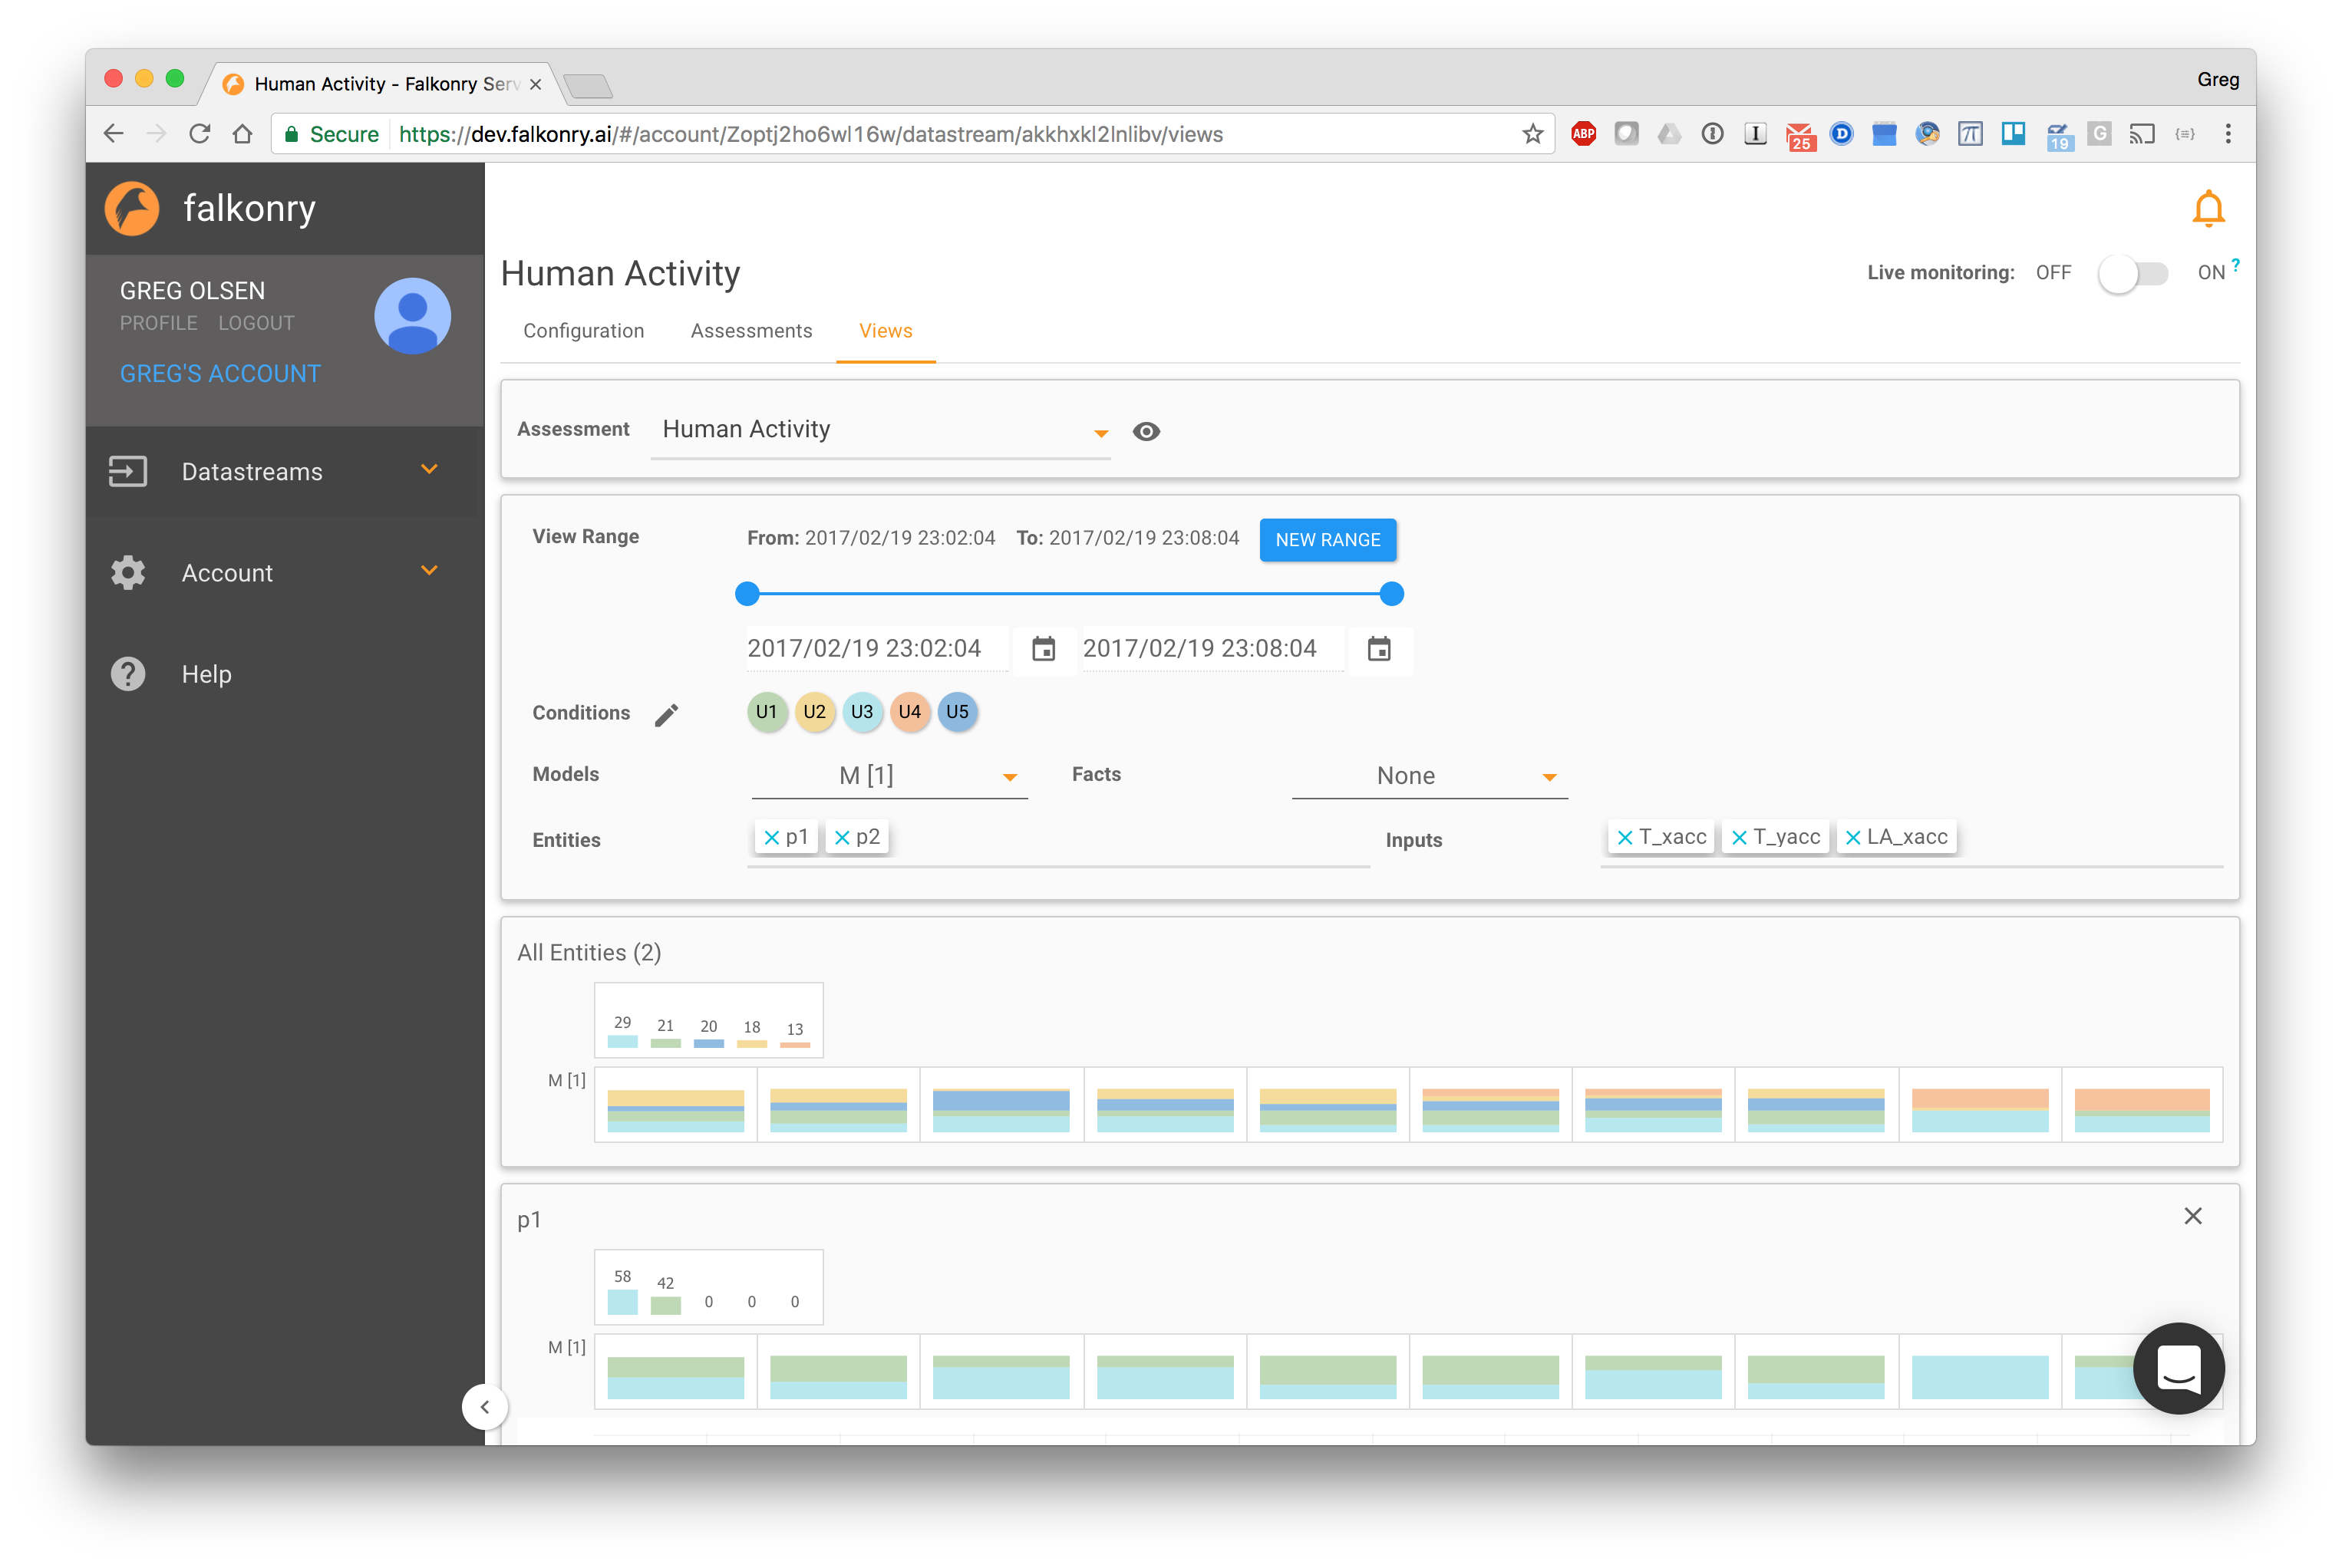 Human Activity - Falkonry Serv
Greg
Secure https://dev.falkonry.ai/#/account/Zoptj2ho6wl16w/datastream/akkhxkl2lnlibv/views
ABP
25
D
19
G
falkonry
GREG OLSEN
PROFILE LOGOUT
GREG'S ACCOUNT
Datastreams
Account
Help
Human Activity
Live monitoring: OFF ON ?
Configuration Assessments Views
Assessment Human Activity
View Range From: 2017/02/19 23:02:04 To: 2017/02/19 23:08:04 NEW RANGE
2017/02/19 23:02:04 2017/02/19 23:08:04
Conditions U1 U2 U3 U4 U5
Models M [1] Facts None
Entities p1 p2 Inputs T_xacc T_yacc LA_xacc
All Entities (2)
29 21 20 18 13
M [1]
p1
58 42 0 0 0
M [1]